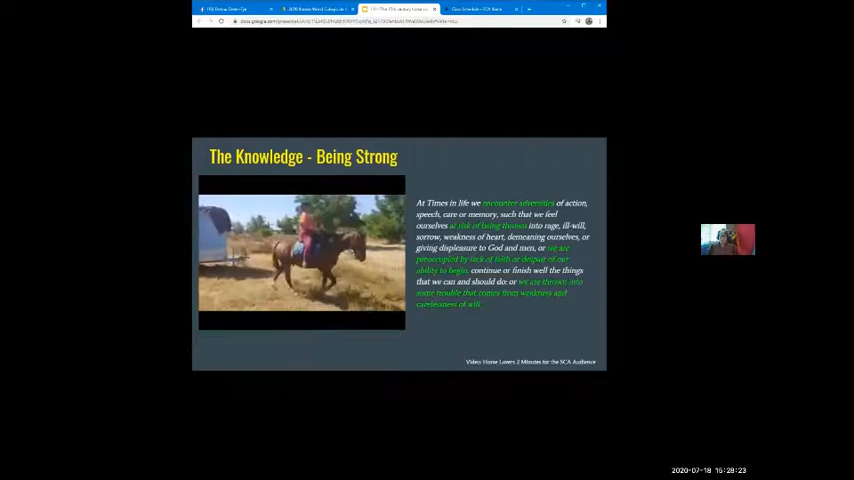 Class Schedule - SCA
The Knowledge - Being Strong
At Times in life we encounter adversities of action,
speech, care or memory, such that we feel
ourselves at risk of being thrown into rage, ill-will,
sorrow, weakness of heart, demeaning ourselves, or
giving displeasure to God and men, or we are
preoccupied by lack of faith or despair of our
ability to begin, continue or finish well the things
that we can and should do: or we are thrown into
some trouble that comes from weakness and
carelessness of will.
Video: Horse Lovers 2 Minutes for the SCA Audience
2020-07-18 15:28:23